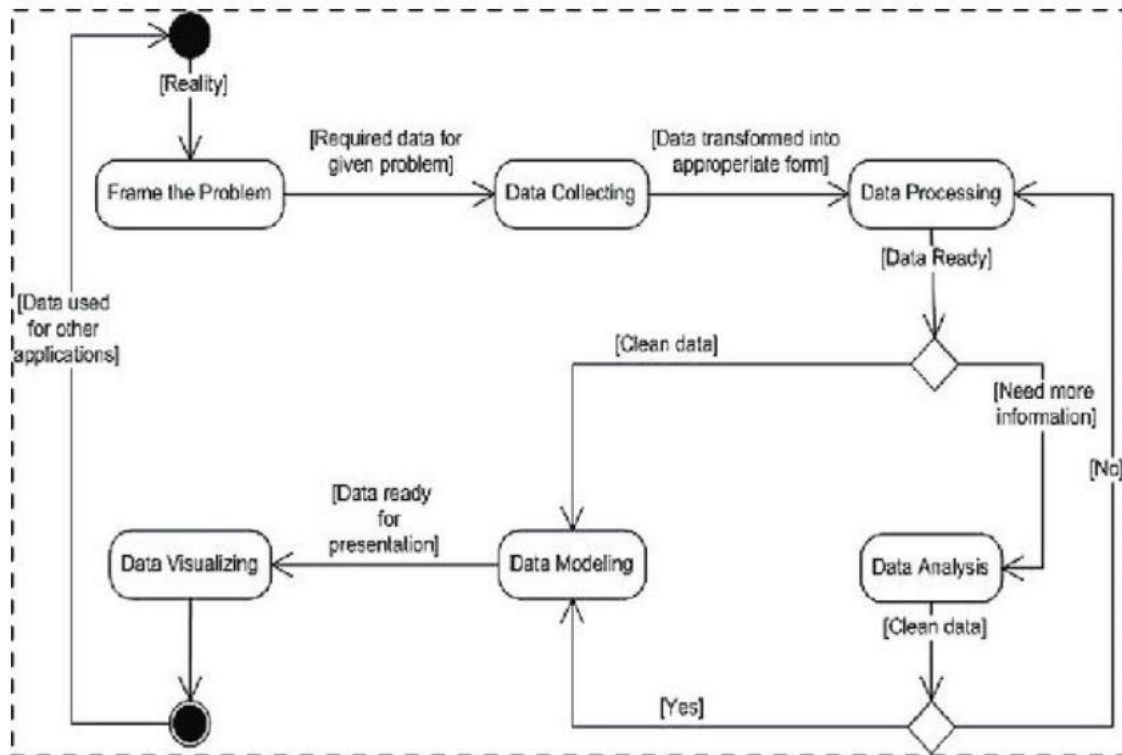 [Reality]
[Required data for
given problem]
[Data transformed into
approperiate form]
Frame the Problem
Data Collecting
Data Processing
[Data Ready]
[Data used
for other
applications]
[Clean data]
[Need more
information]
[No]
[Data ready
for
presentation]
Data Visualizing
Data Modeling
Data Analysis
[Clean data]
[Yes]